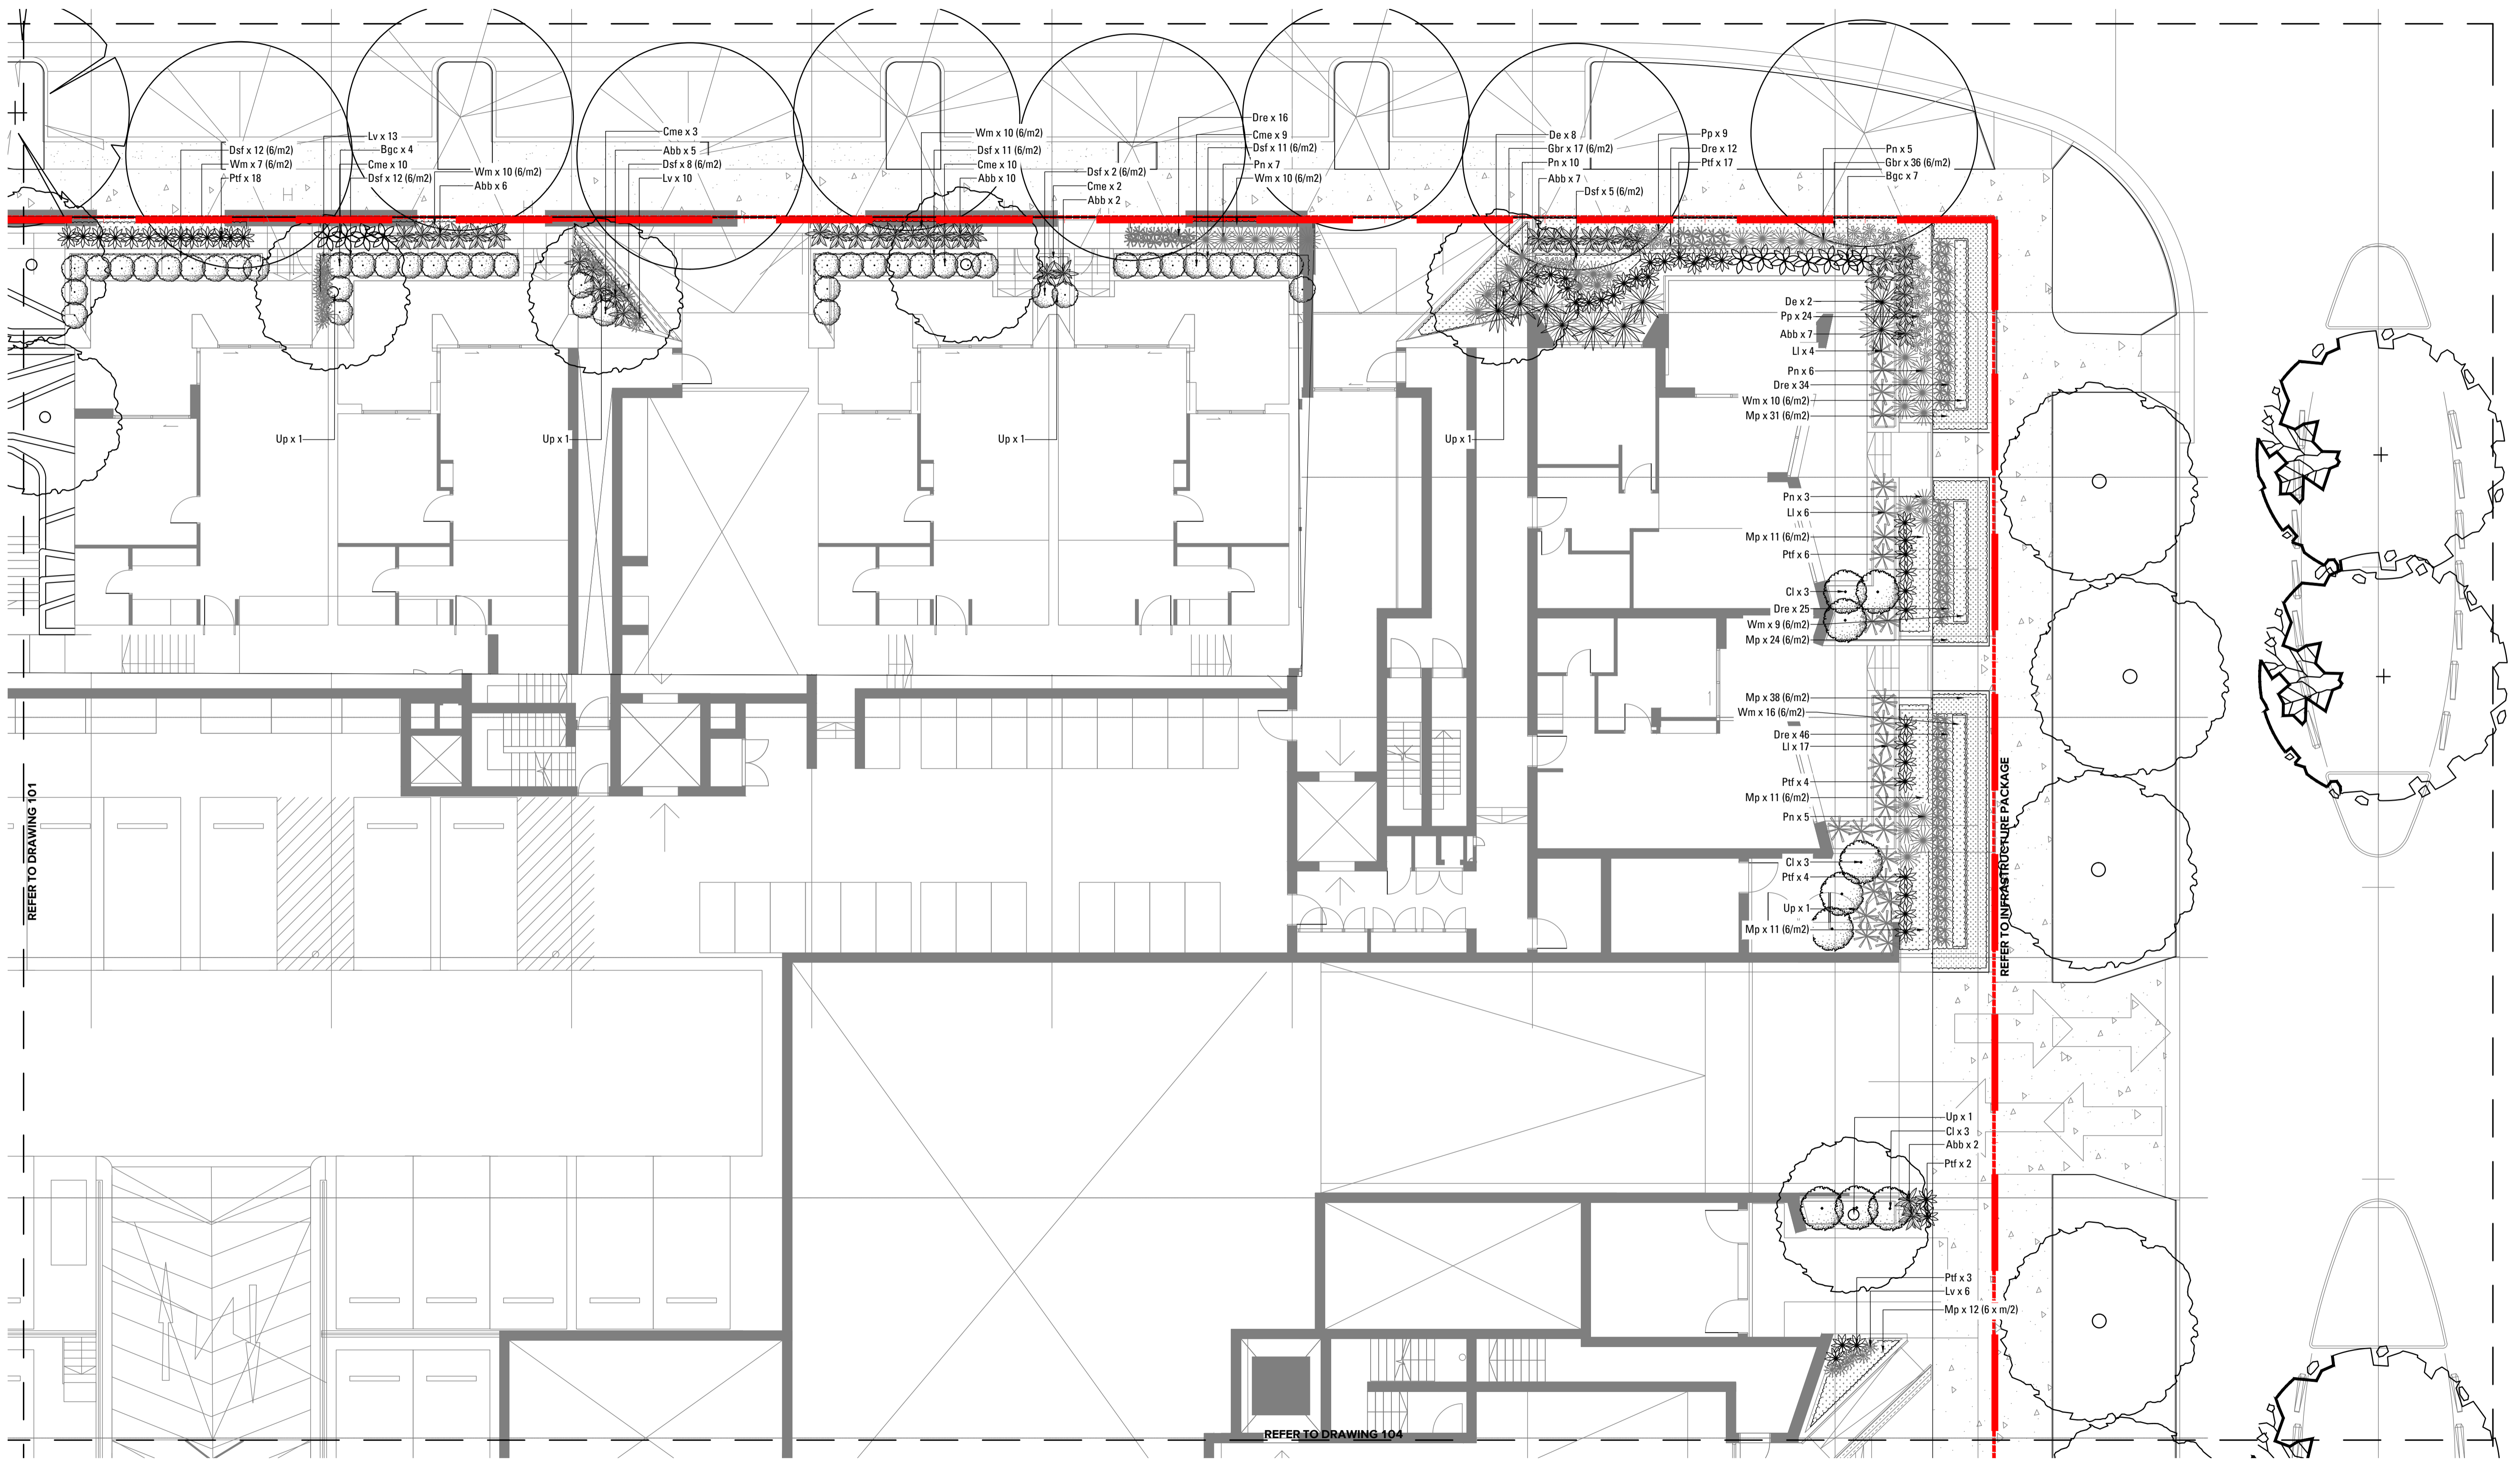 Lv x 13
Bgc x 4
Dsf x 12 (6/m2)
Wm x 7 (6/m2)
Ptf x 18
Cme x 10
Dsf x 12 (6/m2)
Wm x 10 (6/m2)
Abb x 6
Cme x 3
Abb x 5
Dsf x 8 (6/m2)
Lv x 10
Wm x 10 (6/m2)
Dsf x 11 (6/m2)
Cme x 10
Abb x 10
Dsf x 2 (6/m2)
Cme x 2
Abb x 2
Dre x 16
Cme x 9
Dsf x 11 (6/m2)
Pn x 7
Wm x 10 (6/m2)
De x 8
Gbr x 17 (6/m2)
Pn x 10
Abb x 7
Dsf x 5 (6/m2)
Pp x 9
Dre x 12
Ptf x 17
Pn x 5
Gbr x 36 (6/m2)
Bgc x 7
De x 2
Pp x 24
Abb x 7
Ll x 4
Pn x 6
Dre x 34
Wm x 10 (6/m2)
Mp x 31 (6/m2)
Up x 1
Up x 1
Up x 1
Up x 1
Pn x 3
Ll x 6
Mp x 11 (6/m2)
Ptf x 6
Cl x 3
Dre x 25
Wm x 9 (6/m2)
Mp x 24 (6/m2)
Mp x 38 (6/m2)
Wm x 16 (6/m2)
Dre x 46
Ll x 17
Ptf x 4
Mp x 11 (6/m2)
Pn x 5
Cl x 3
Ptf x 4
Up x 1
Mp x 11 (6/m2)
REFER TO DRAWING 101
REFER TO INFRASTRUCTURE PACKAGE
Up x 1
Cl x 3
Abb x 2
Ptf x 2
Ptf x 3
Lv x 6
Mp x 12 (6 x m/2)
REFER TO DRAWING 104